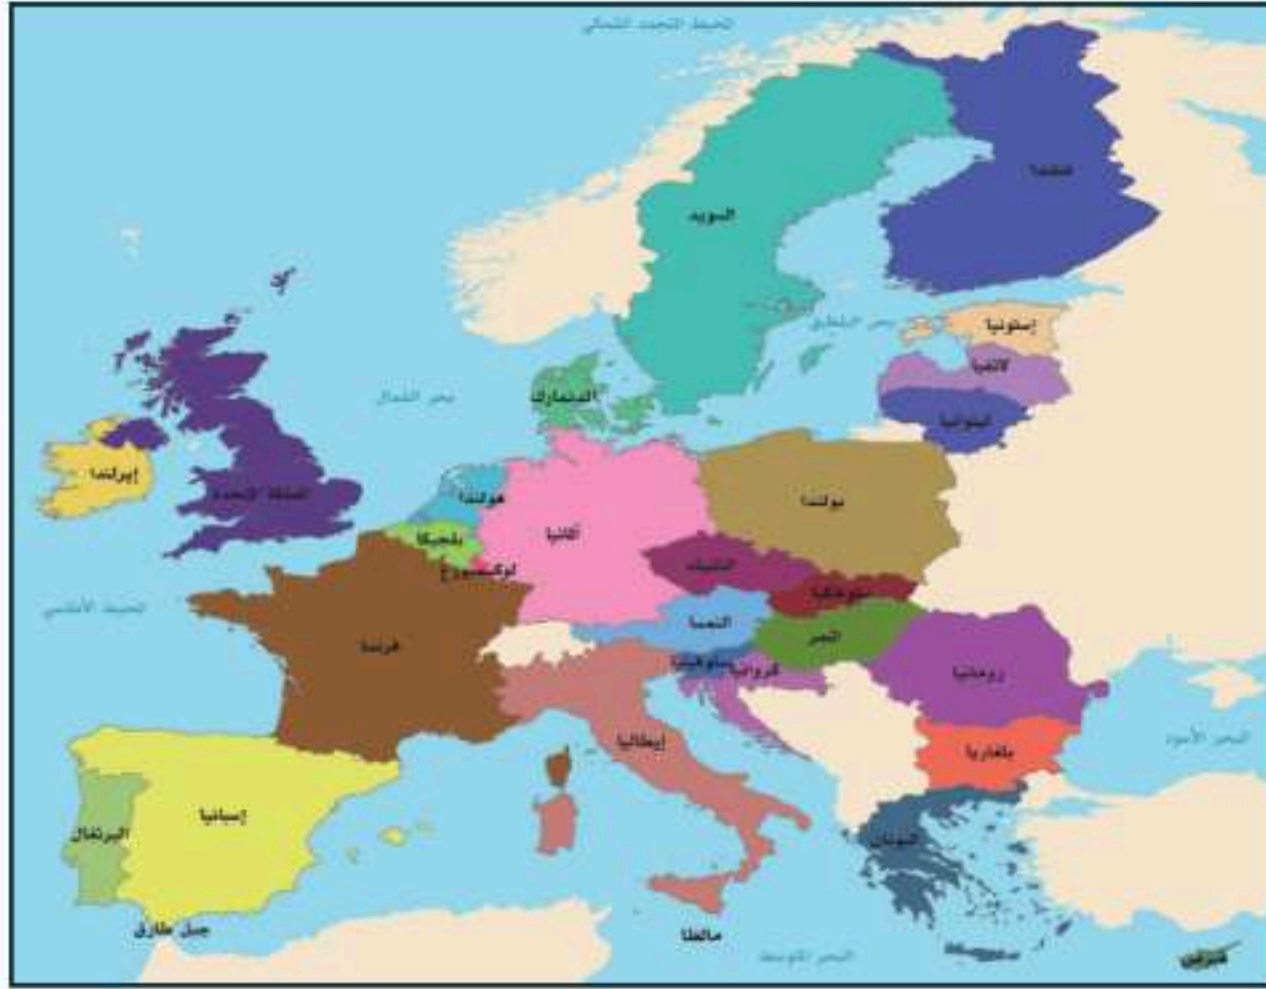 المحيط المتجمد الشمالي
فنلندا
السويد
إستونيا
بحر البلطيق
لاتفيا
الدنمارك
بحر الشمال
ليتوانيا
إيرلندا
المملكة المتحدة
هولندا
بولندا
ألمانيا
بلجيكا
لوكسمبورغ
التشيك
سلوفاكيا
المحيط الأطلسي
النمسا
المجر
فرنسا
سلوفينيا
كرواتيا
رومانيا
إيطاليا
البحر الأسود
بلغاريا
إسبانيا
البرتغال
اليونان
جبل طارق
مالطا
البحر المتوسط
قبرص